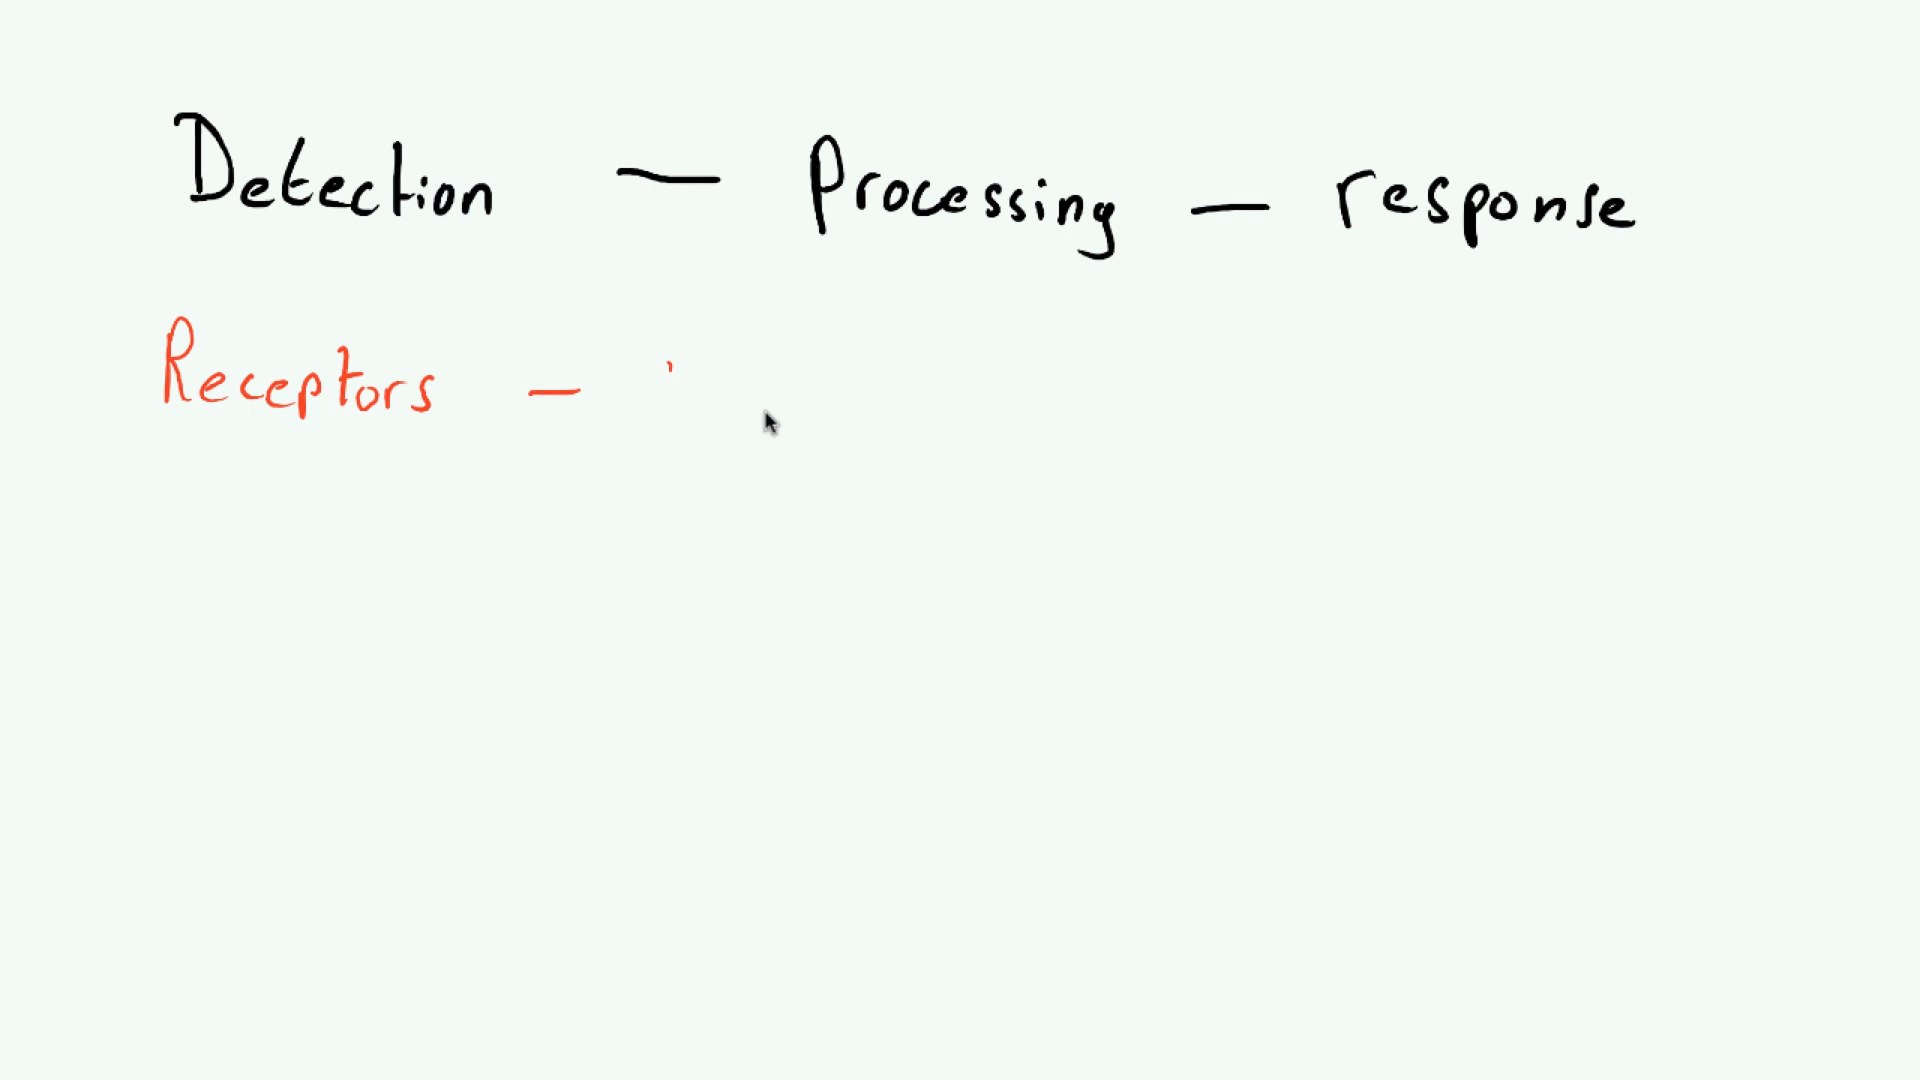 Detection — Processing — response
Receptors —